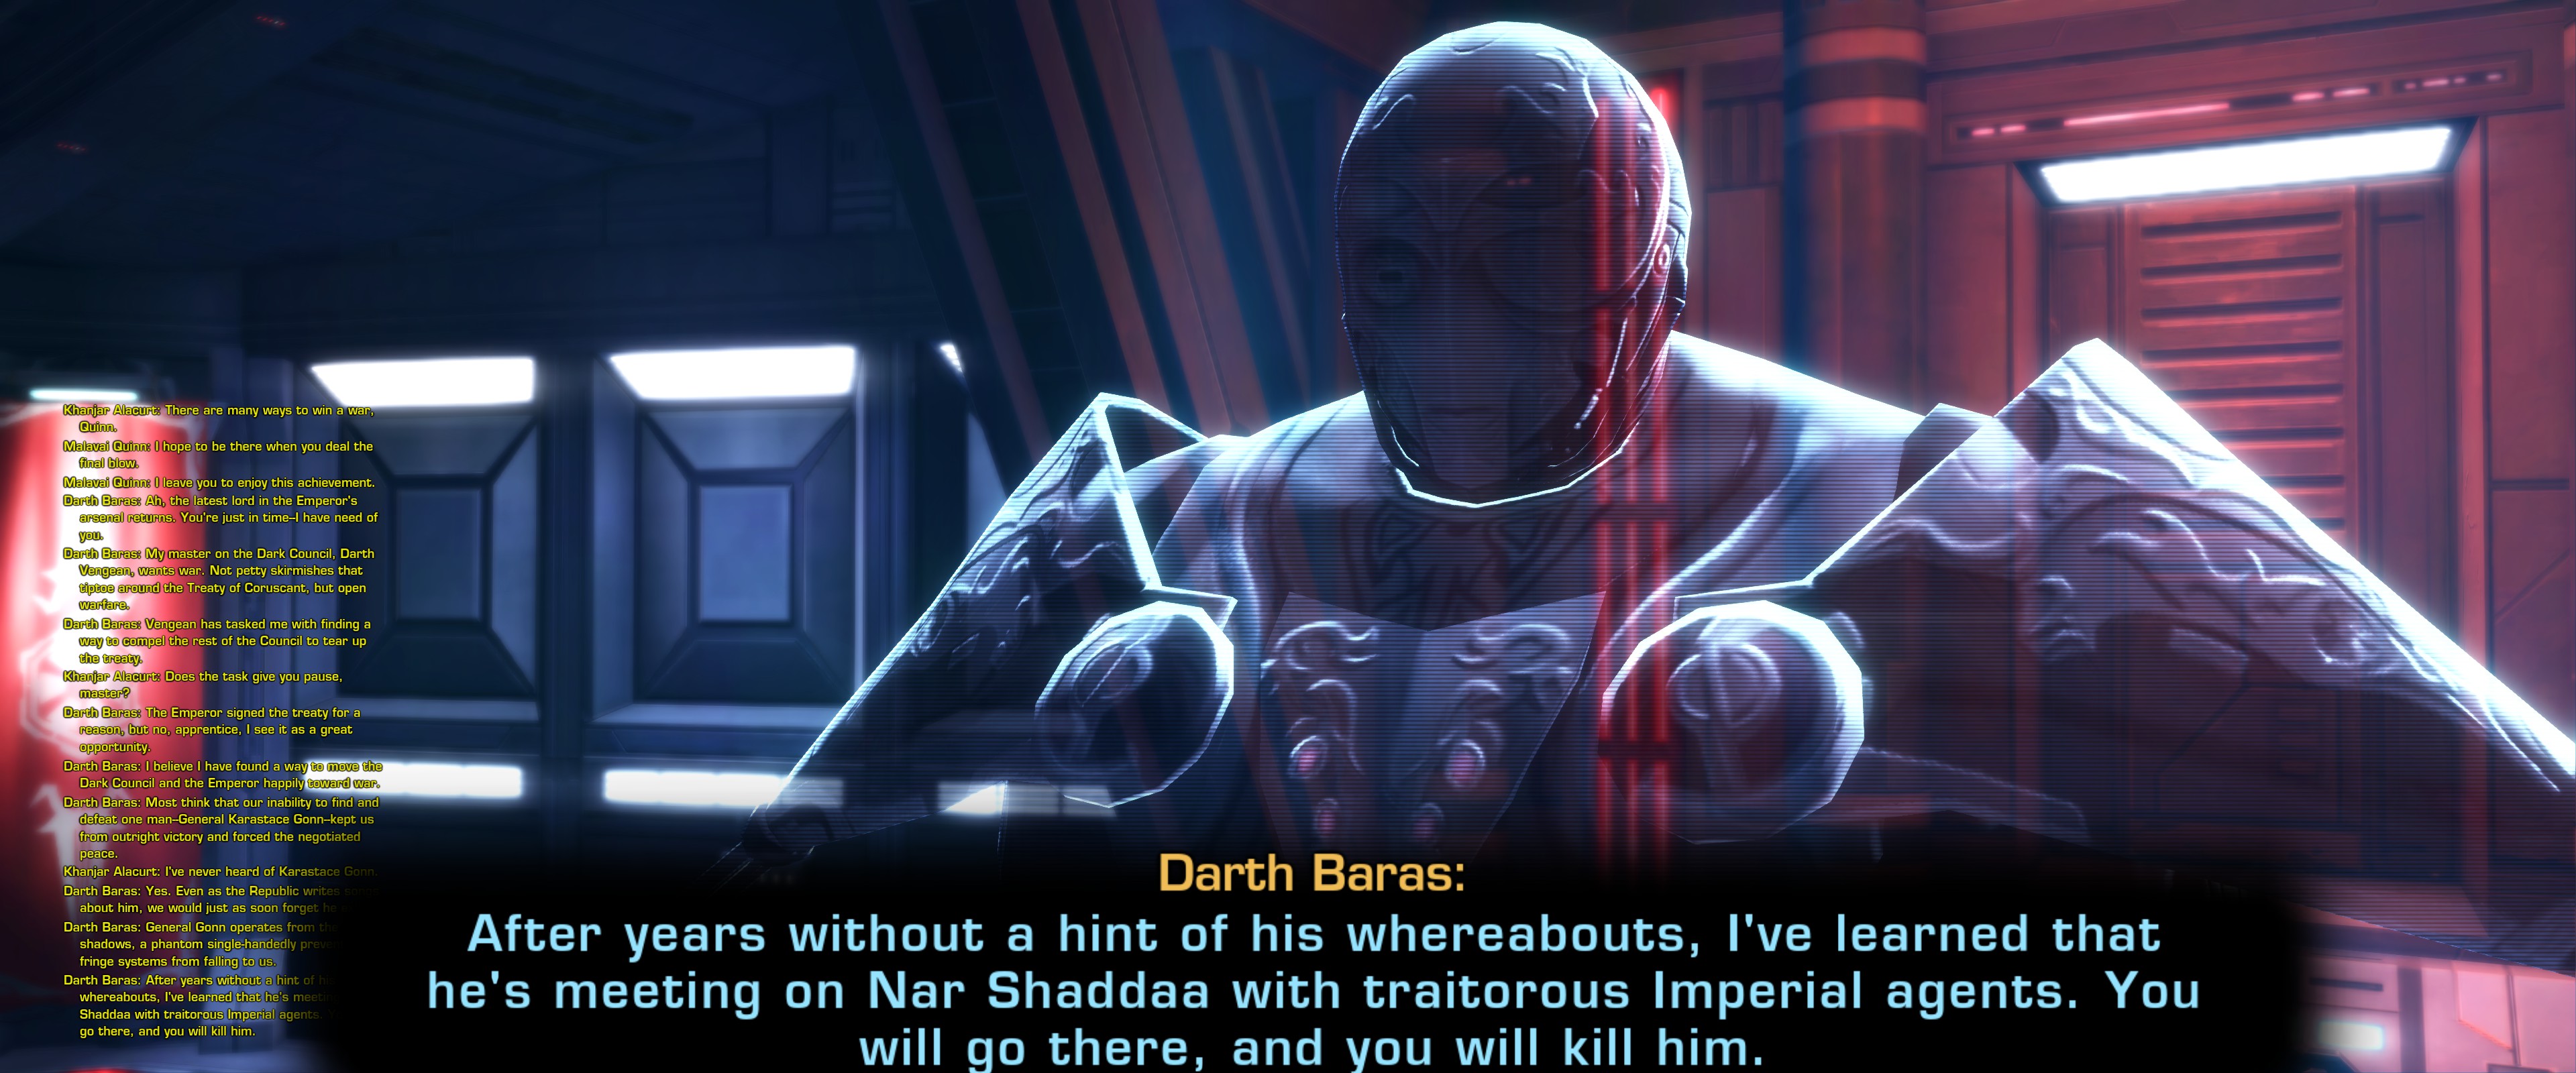 Khanjar Alacurt: There are many ways to win a war,
Quinn.
Malavai Quinn: I hope to be there when you deal the
final blow.
Malavai Quinn: I leave you to enjoy this achievement.
Darth Baras: Ah, the latest lord in the Emperor's
arsenal returns. You're just in time–I have need of
you.
Darth Baras: My master on the Dark Council, Darth
Vengean, wants war. Not petty skirmishes that
tiptoe around the Treaty of Coruscant, but open
warfare.
Darth Baras: Vengean has tasked me with finding a
way to compel the rest of the Council to tear up
the treaty.
Khanjar Alacurt: Does the task give you pause,
master?
Darth Baras: The Emperor signed the treaty for a
reason, but no, apprentice, I see it as a great
opportunity.
Darth Baras: I believe I have found a way to move the
Dark Council and the Emperor happily toward war.
Darth Baras: Most think that our inability to find and
defeat one man–General Karastace Gonn–kept us
from outright victory and forced the negotiated
peace.
Khanjar Alacurt: I've never heard of Karastace Gonn.
Darth Baras: Yes. Even as the Republic writes songs
about him, we would just as soon forget he
Darth Baras: General Gonn operates from the
shadows, a phantom single-handedly
fringe systems from falling to us.
Darth Baras: After years without a hint of his
whereabouts, I've learned that he's meeting
Shaddaa with traitorous Imperial agents.
go there, and you will kill him.
Darth Baras:
After years without a hint of his whereabouts, I've learned that
he's meeting on Nar Shaddaa with traitorous Imperial agents. You
will go there, and you will kill him.